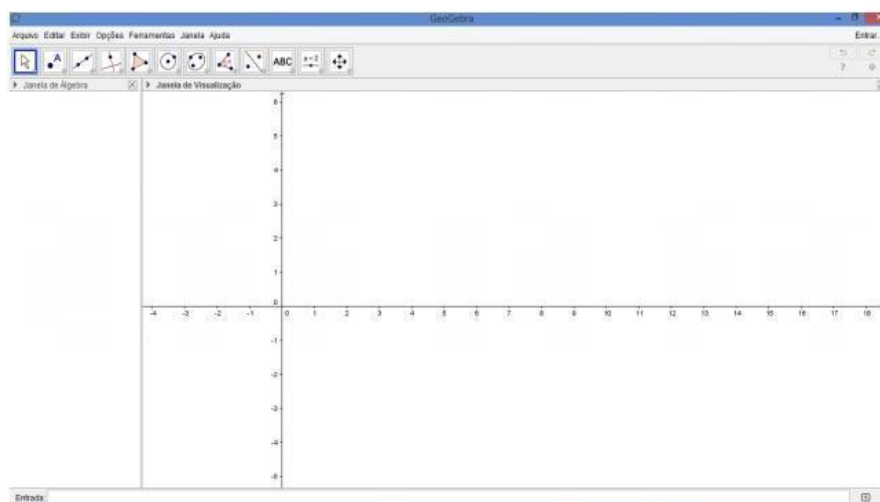 GeoGebra
Arquivo Editar Exibir Opções Ferramentas Janela Ajuda Entrar...
A ABC a=2 ?
Janela de Álgebra Janela de Visualização
6
5
4
3
2
1
0
-4 -3 -2 -1 0 1 2 3 4 5 6 7 8 9 10 11 12 13 14 15 16 17 18
-1
-2
-3
-4
-5
Entrada: